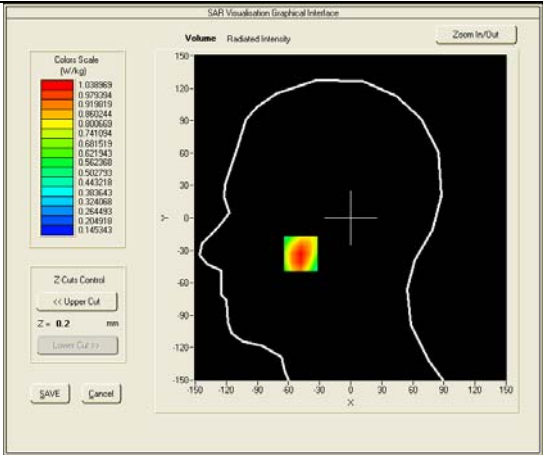 SAR Visualisation Graphical Interface
Volume Radiated Intensity
Zoom In/Out
Colors Scale
(W/kg)
1.038969
0.979394
0.919819
0.860244
0.800669
0.741094
0.681519
0.621943
0.562368
0.502793
0.443218
0.383643
0.324068
0.264493
0.204918
0.145343
Z-Cuts Control
<< Upper Cut
Z = 0.2 mm
Lower Cut >>
SAVE Cancel
150
120
90
60
30
0
-30
-60
-90
-120
-150
Y
-150 -120 -90 -60 -30 0 30 60 90 120 150
X